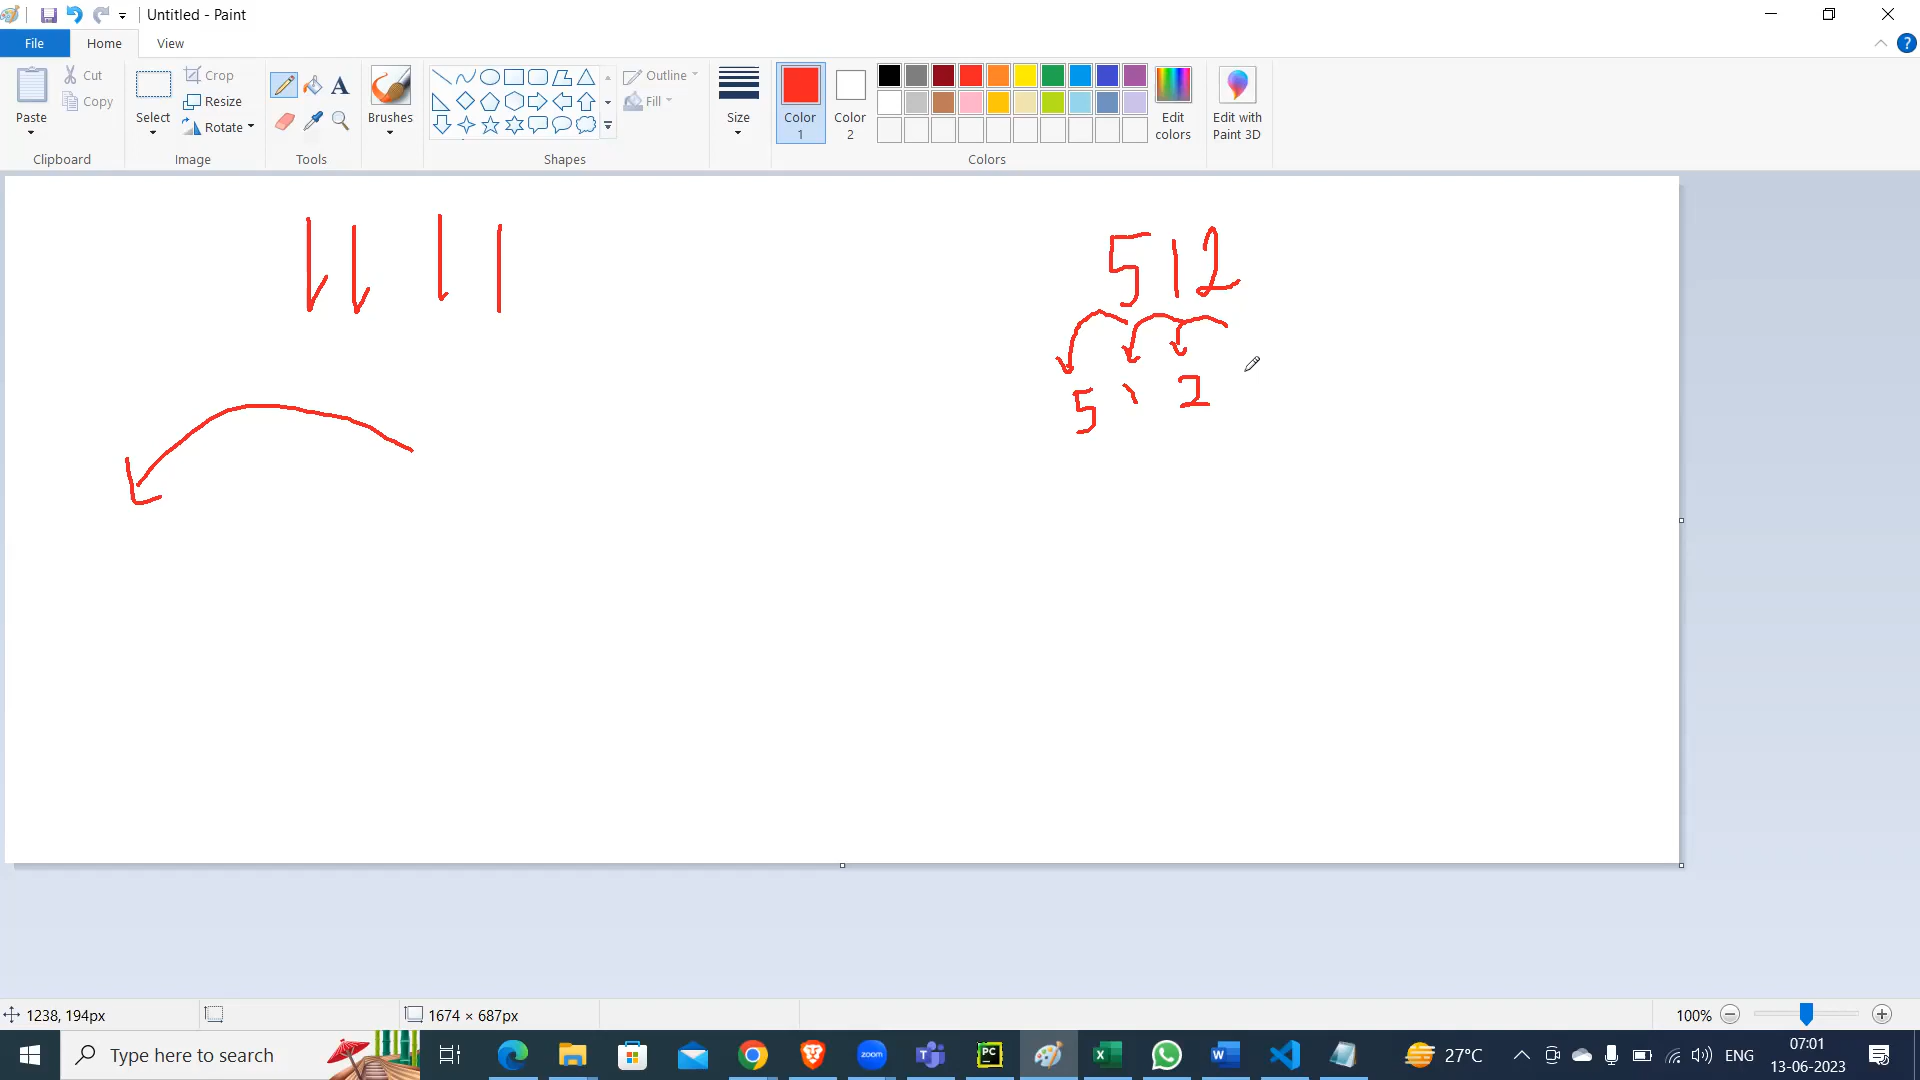 Untitled - Paint
File Home View
Paste
Cut
Copy
Clipboard
Select
Crop
Resize
Rotate
Image
Tools
Brushes
Shapes
Outline
Fill
Size
Color 1
Color 2
Colors
Edit colors
Edit with Paint 3D
512
5 1 2
1238, 194px
1674 × 687px
100%
Type here to search
zoom
27°C
ENG
07:01
13-06-2023